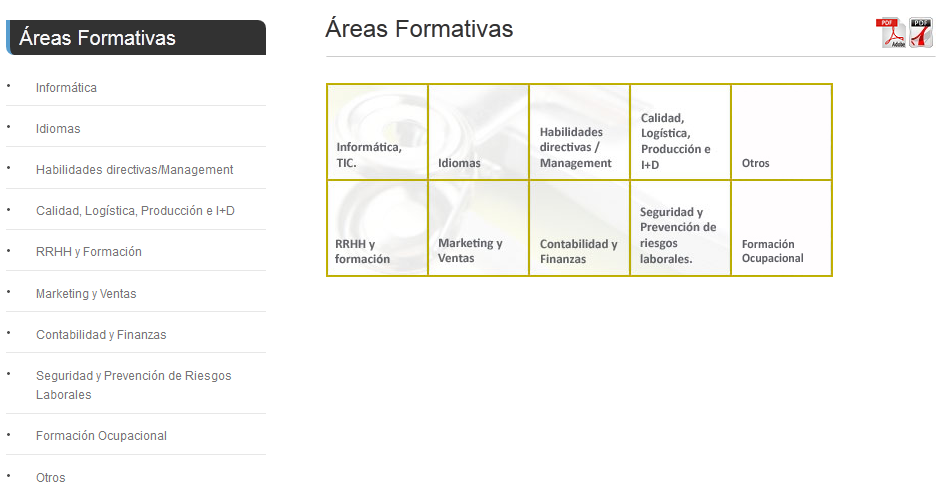 Áreas Formativas
Informática
Idiomas
Habilidades directivas/Management
Calidad, Logística, Producción e I+D
RRHH y Formación
Marketing y Ventas
Contabilidad y Finanzas
Seguridad y Prevención de Riesgos
Laborales
Formación Ocupacional
Otros
Áreas Formativas
PDF
Adobe
PDF
Informática,
TIC.
Idiomas
Habilidades
directivas /
Management
Calidad,
Logística,
Producción e
I+D
Otros
RRHH y
formación
Marketing y
Ventas
Contabilidad y
Finanzas
Seguridad y
Prevención de
riesgos
laborales.
Formación
Ocupacional